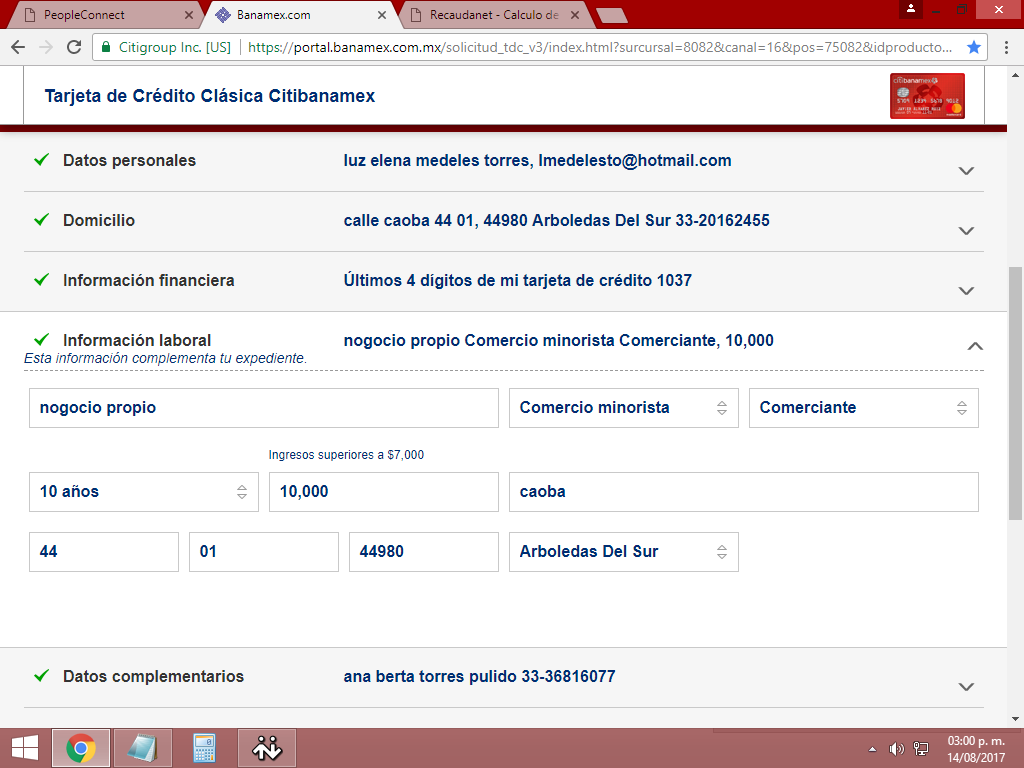 PeopleConnect
Banamex.com
Recaudanet - Calculo de
Citigroup Inc. [US]
https://portal.banamex.com.mx/solicitud_tdc_v3/index.html?sursursal=8082&canal=16&pos=75082&idproducto...
Tarjeta de Crédito Clásica Citibanamex
citibanamex
Datos personales luz elena medeles torres, lmedelesto@hotmail.com
Domicilio calle caoba 44 01, 44980 Arboledas Del Sur 33-20162455
Información financiera Últimos 4 dígitos de mi tarjeta de crédito 1037
Información laboral nogocio propio Comercio minorista Comerciante, 10,000
Esta información complementa tu expediente.
nogocio propio Comercio minorista Comerciante
Ingresos superiores a $7,000
10 años 10,000 caoba
44 01 44980 Arboledas Del Sur
Datos complementarios ana berta torres pulido 33-36816077
03:00 p. m.
14/08/2017